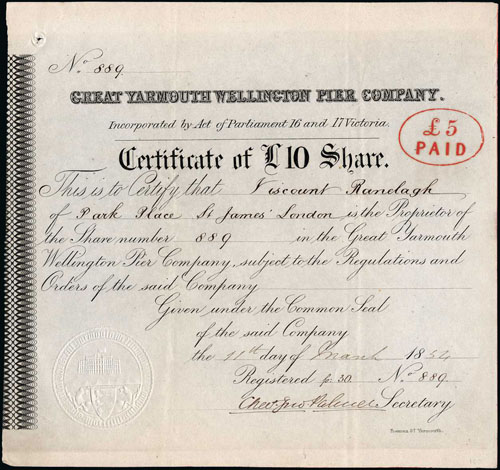 No. 889
GREAT YARMOUTH WELLINGTON PIER COMPANY.
Incorporated by Act of Parliament 16 and 17 Victoria.
£5
PAID
Certificate of £10 Share.
This is to Certify that Viscount Ranelagh
of Park Place St James' London is the Proprietor of
the Share number 889 in the Great Yarmouth
Wellington Pier Company, subject to the Regulations and
Orders of the said Company
Given under the Common Seal
of the said Company
the 11th day of March 1854
Registered for 30. No. 889
Secretary